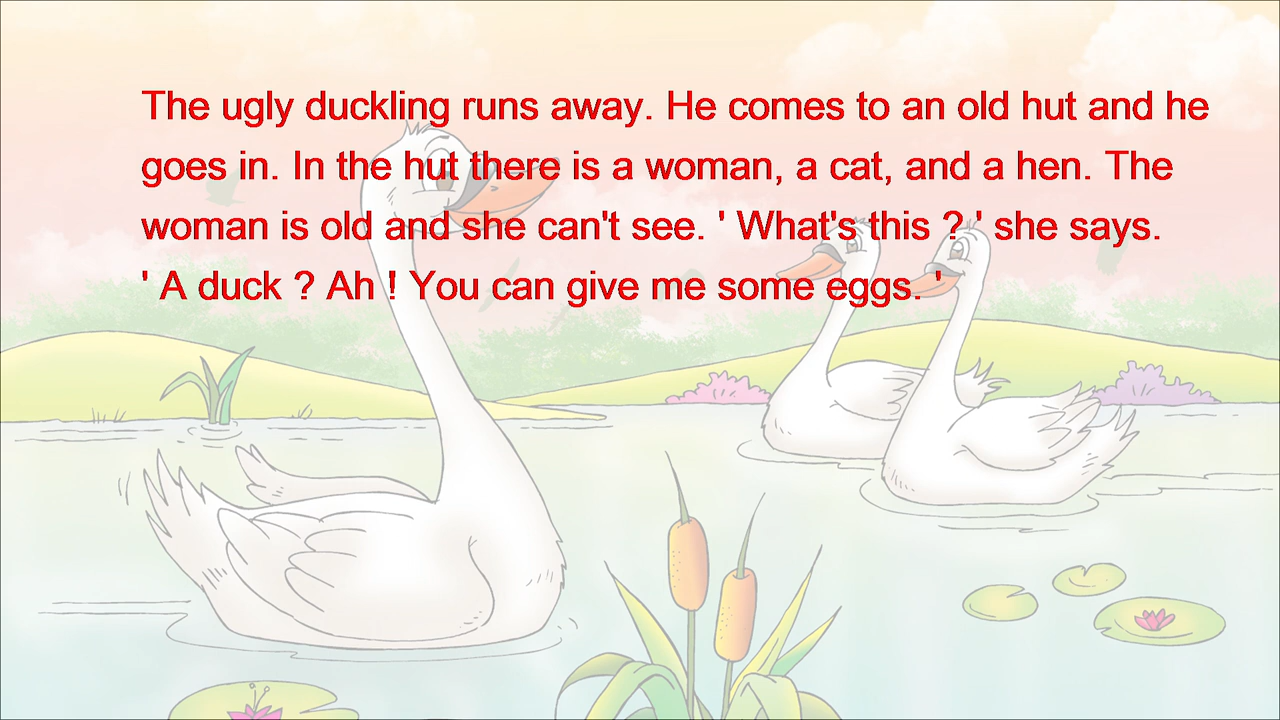 The ugly duckling runs away. He comes to an old hut and he
goes in. In the hut there is a woman, a cat, and a hen. The
woman is old and she can't see. ' What's this ? ' she says.
' A duck ? Ah ! You can give me some eggs. '